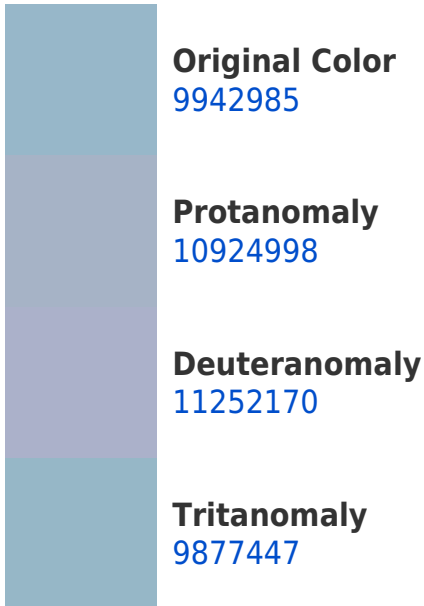 Original Color
9942985
Protanomaly
10924998
Deuteranomaly
11252170
Tritanomaly
9877447